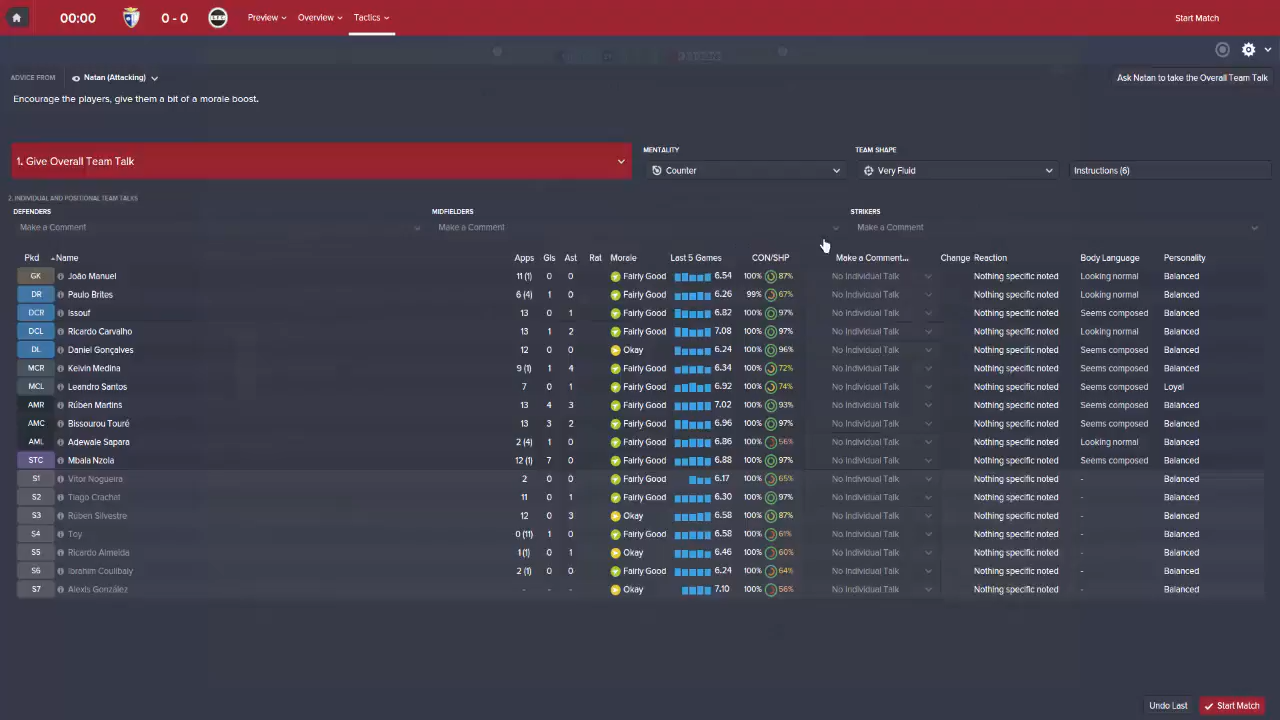 00:00 0 - 0 Preview Overview Tactics Start Match
ADVICE FROM Natan (Attacking) Ask Natan to take the Overall Team Talk
Encourage the players, give them a bit of a morale boost.
1. Give Overall Team Talk
MENTALITY TEAM SHAPE
Counter Very Fluid Instructions (6)
2. INDIVIDUAL AND POSITIONAL TEAM TALKS
DEFENDERS MIDFIELDERS STRIKERS
Make a Comment Make a Comment Make a Comment
Pkd Name Apps Gls Ast Rat Morale Last 5 Games CON/SHP Make a Comment... Change Reaction Body Language Personality
GK João Manuel 11 (1) 0 0 Fairly Good 6.54 100% 87% No Individual Talk Nothing specific noted Looking normal Balanced
DR Paulo Brites 6 (4) 1 0 Fairly Good 6.26 99% 67% No Individual Talk Nothing specific noted Looking normal Balanced
DCR Issouf 13 0 1 Fairly Good 6.82 100% 97% No Individual Talk Nothing specific noted Seems composed Balanced
DCL Ricardo Carvalho 13 1 2 Fairly Good 7.08 100% 97% No Individual Talk Nothing specific noted Looking normal Balanced
DL Daniel Gonçalves 12 0 0 Okay 6.24 100% 96% No Individual Talk Nothing specific noted Seems composed Balanced
MCR Kelvin Medina 9 (1) 1 4 Fairly Good 6.34 100% 72% No Individual Talk Nothing specific noted Seems composed Balanced
MCL Leandro Santos 7 0 1 Fairly Good 6.92 100% 74% No Individual Talk Nothing specific noted Seems composed Loyal
AMR Rúben Martins 13 4 3 Fairly Good 7.02 100% 93% No Individual Talk Nothing specific noted Seems composed Balanced
AMC Bissourou Touré 13 3 2 Fairly Good 6.96 100% 97% No Individual Talk Nothing specific noted Seems composed Balanced
AML Adewale Sapara 2 (4) 1 0 Fairly Good 6.86 100% 56% No Individual Talk Nothing specific noted Looking normal Balanced
STC Mbala Nzola 12 (1) 7 0 Fairly Good 6.88 100% 97% No Individual Talk Nothing specific noted Seems composed Balanced
S1 Vítor Nogueira 2 0 0 Fairly Good 6.17 100% 65% No Individual Talk Nothing specific noted - Balanced
S2 Tiago Crachat 11 0 1 Fairly Good 6.30 100% 97% No Individual Talk Nothing specific noted - Balanced
S3 Rúben Silvestre 12 0 3 Okay 6.58 100% 87% No Individual Talk Nothing specific noted - Balanced
S4 Toy 0 (11) 1 0 Fairly Good 6.58 100% 61% No Individual Talk Nothing specific noted - Balanced
S5 Ricardo Almeida 1 (1) 0 1 Okay 6.46 100% 60% No Individual Talk Nothing specific noted - Balanced
S6 Ibrahim Coulibaly 2 (1) 0 0 Fairly Good 6.24 100% 64% No Individual Talk Nothing specific noted - Balanced
S7 Alexis González - - - Okay 7.10 100% 56% No Individual Talk Nothing specific noted - Balanced
Undo Last Start Match